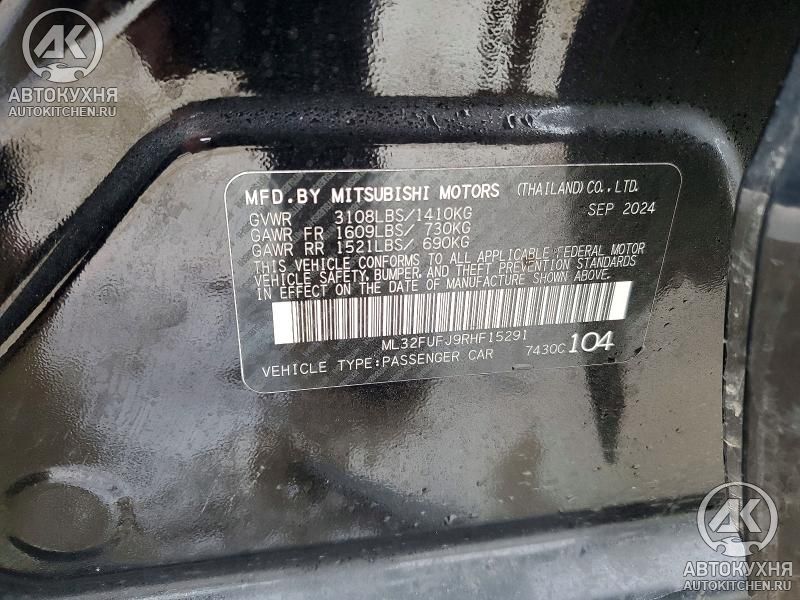 АВТОКУХНЯ
AUTOKITCHEN.RU
MFD.BY MITSUBISHI MOTORS (THAILAND)CO.,LTD.
GVWR 3108LBS/1410KG SEP 2024
GAWR FR 1609LBS/ 730KG
GAWR RR 1521LBS/ 690KG
THIS VEHICLE CONFORMS TO ALL APPLICABLE FEDERAL MOTOR
VEHICLE SAFETY, BUMPER, AND THEFT PREVENTION STANDARDS
IN EFFECT ON THE DATE OF MANUFACTURE SHOWN ABOVE.
ML32FUFJ9RHF15291
VEHICLE TYPE:PASSENGER CAR 7430C104
АВТОКУХНЯ
AUTOKITCHEN.RU